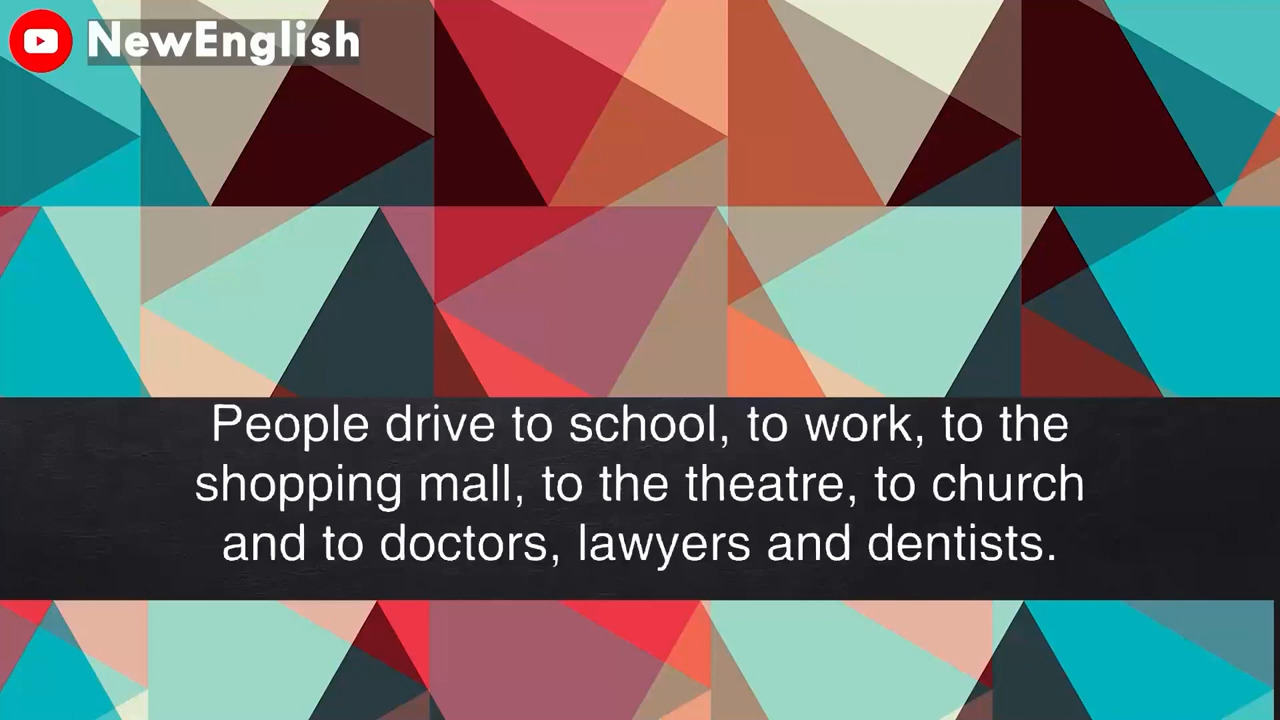 NewEnglish
People drive to school, to work, to the
shopping mall, to the theatre, to church
and to doctors, lawyers and dentists.